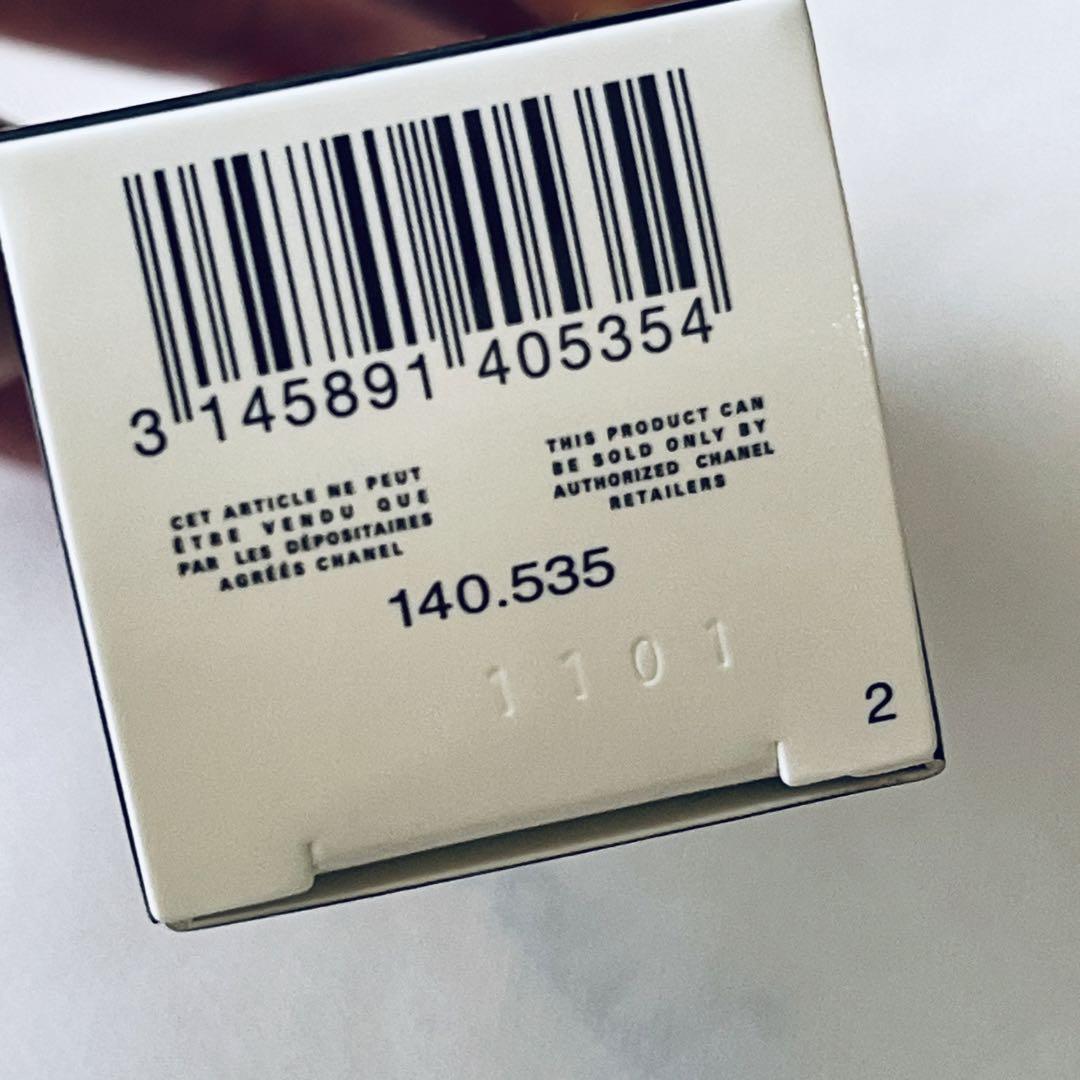 3 145891 405354
CET ARTICLE NE PEUT
ÊTRE VENDU QUE
PAR LES DÉPOSITAIRES
AGRÉÉS CHANEL
THIS PRODUCT CAN
BE SOLD ONLY BY
AUTHORIZED CHANEL
RETAILERS
140.535
1101
2